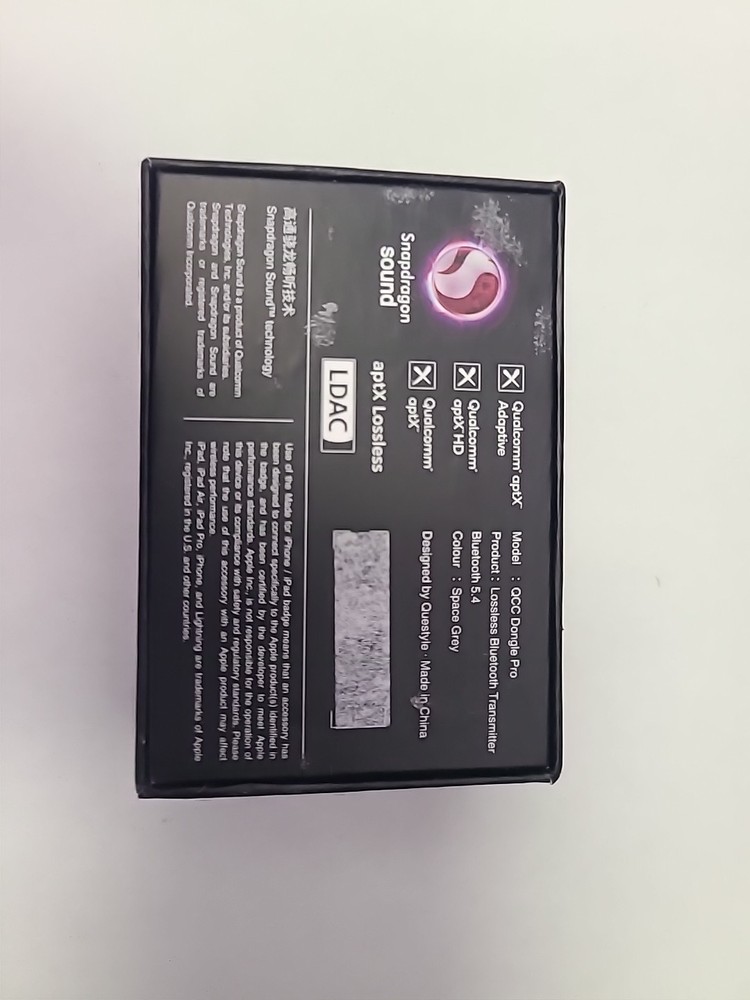 Snapdragon
sound
Qualcomm® aptX™
Adaptive
Qualcomm®
aptX™ HD
Qualcomm®
aptX™
aptX Lossless
LDAC
Model : QCC Dongle Pro
Product : Lossless Bluetooth Transmitter
Bluetooth 5.4
Colour : Space Grey
Designed by Questyle · Made in China
高通骁龙畅听技术
Snapdragon Sound™ technology
Snapdragon Sound is a product of Qualcomm
Technologies, Inc. and/or its subsidiaries.
Snapdragon and Snapdragon Sound are
trademarks or registered trademarks of
Qualcomm Incorporated.
Use of the Made for iPhone / iPad badge means that an accessory has
been designed to connect specifically to the Apple product(s) identified in
the badge, and has been certified by the developer to meet Apple
performance standards. Apple Inc., is not responsible for the operation of
this device or its compliance with safety and regulatory standards. Please
note that the use of this accessory with an Apple product may affect
wireless performance.
iPad, iPad Air, iPad Pro, iPhone, and Lightning are trademarks of Apple
Inc., registered in the U.S. and other countries.